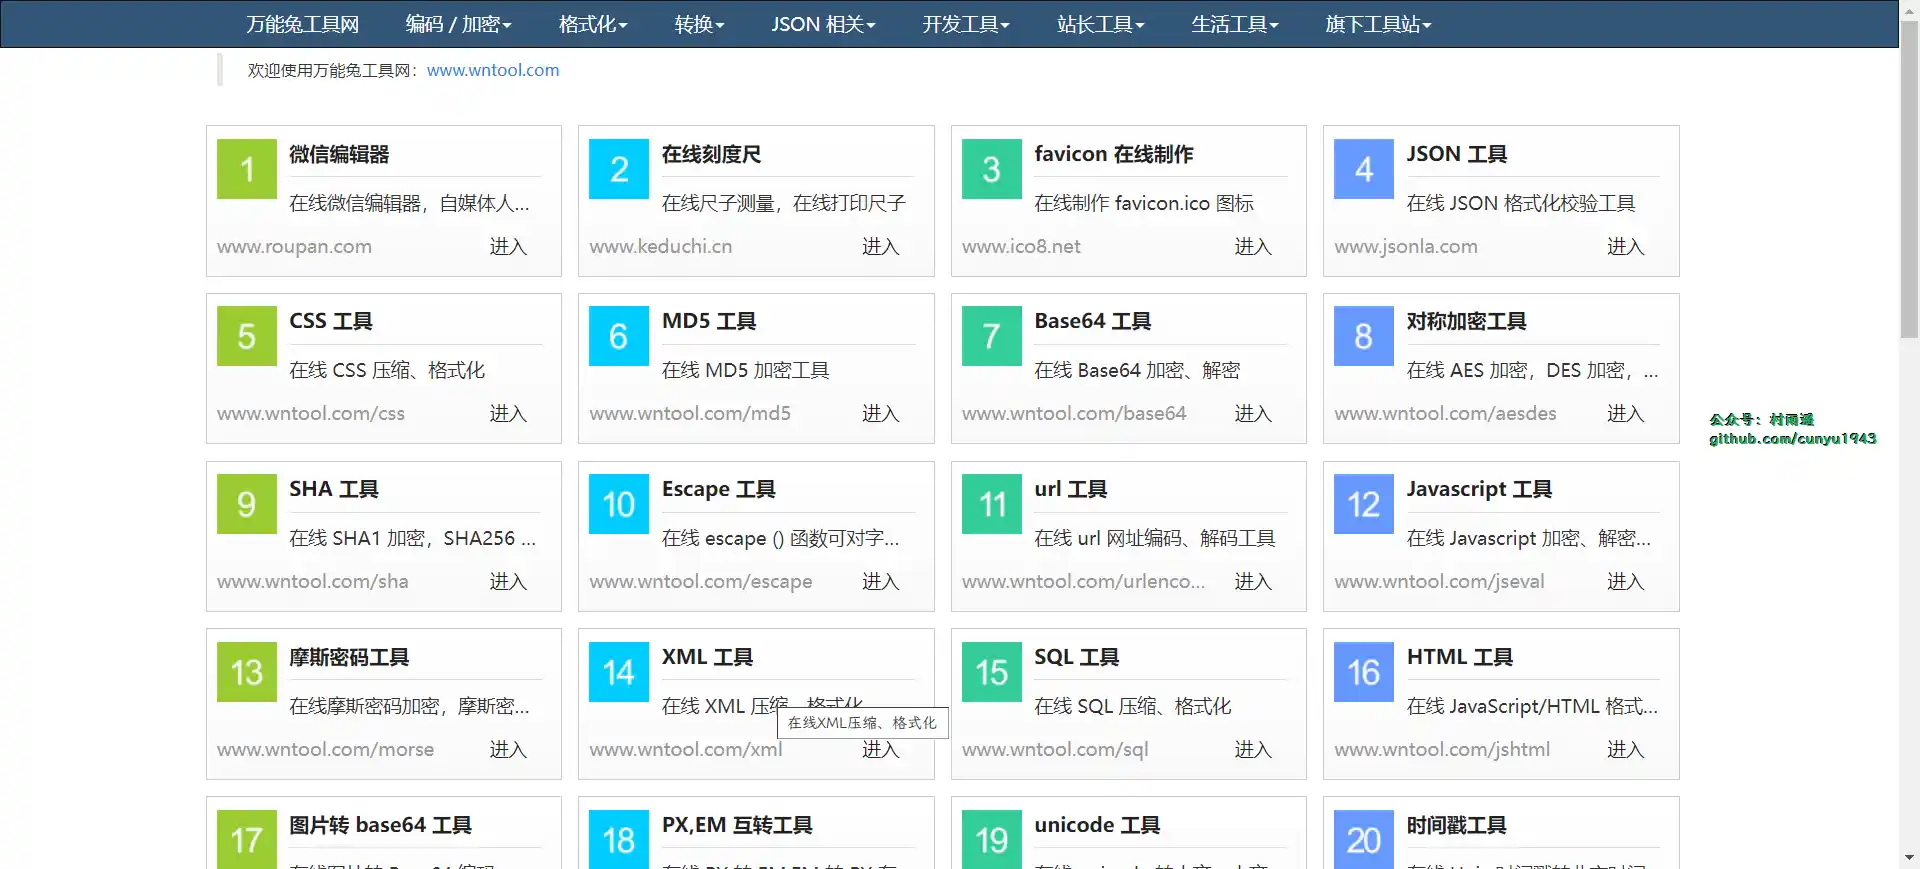 万能兔工具网 编码 / 加密 格式化 转换 JSON 相关 开发工具 站长工具 生活工具 旗下工具站
欢迎使用万能兔工具网：www.wntool.com
1 微信编辑器
在线微信编辑器，自媒体人...
www.roupan.com 进入
2 在线刻度尺
在线尺子测量，在线打印尺子
www.keduchi.cn 进入
3 favicon 在线制作
在线制作 favicon.ico 图标
www.ico8.net 进入
4 JSON 工具
在线 JSON 格式化校验工具
www.jsonla.com 进入
5 CSS 工具
在线 CSS 压缩、格式化
www.wntool.com/css 进入
6 MD5 工具
在线 MD5 加密工具
www.wntool.com/md5 进入
7 Base64 工具
在线 Base64 加密、解密
www.wntool.com/base64 进入
8 对称加密工具
在线 AES 加密，DES 加密，...
www.wntool.com/aesdes 进入
公众号：村雨遥
github.com/cunyu1943
9 SHA 工具
在线 SHA1 加密，SHA256 ...
www.wntool.com/sha 进入
10 Escape 工具
在线 escape () 函数可对字...
www.wntool.com/escape 进入
11 url 工具
在线 url 网址编码、解码工具
www.wntool.com/urlenco... 进入
12 Javascript 工具
在线 Javascript 加密、解密...
www.wntool.com/jseval 进入
13 摩斯密码工具
在线摩斯密码加密，摩斯密...
www.wntool.com/morse 进入
14 XML 工具
在线 XML 压缩、格式化
在线XML压缩、格式化
www.wntool.com/xml 进入
15 SQL 工具
在线 SQL 压缩、格式化
www.wntool.com/sql 进入
16 HTML 工具
在线 JavaScript/HTML 格式...
www.wntool.com/jshtml 进入
17 图片转 base64 工具
18 PX,EM 互转工具
19 unicode 工具
20 时间戳工具